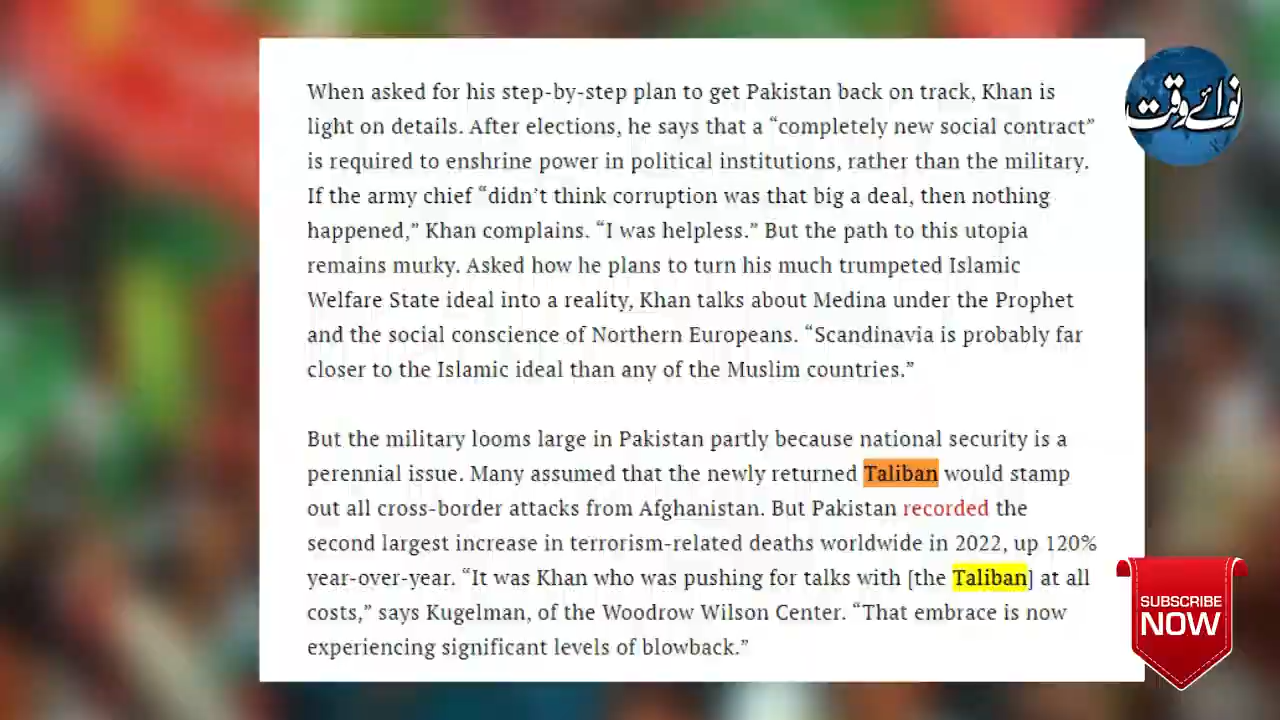 When asked for his step-by-step plan to get Pakistan back on track, Khan is
light on details. After elections, he says that a “completely new social contract”
is required to enshrine power in political institutions, rather than the military.
If the army chief “didn’t think corruption was that big a deal, then nothing
happened,” Khan complains. “I was helpless.” But the path to this utopia
remains murky. Asked how he plans to turn his much trumpeted Islamic
Welfare State ideal into a reality, Khan talks about Medina under the Prophet
and the social conscience of Northern Europeans. “Scandinavia is probably far
closer to the Islamic ideal than any of the Muslim countries.”
But the military looms large in Pakistan partly because national security is a
perennial issue. Many assumed that the newly returned Taliban would stamp
out all cross-border attacks from Afghanistan. But Pakistan recorded the
second largest increase in terrorism-related deaths worldwide in 2022, up 120%
year-over-year. “It was Khan who was pushing for talks with [the Taliban] at all
costs,” says Kugelman, of the Woodrow Wilson Center. “That embrace is now
experiencing significant levels of blowback.”
نوائے وقت
SUBSCRIBE
NOW